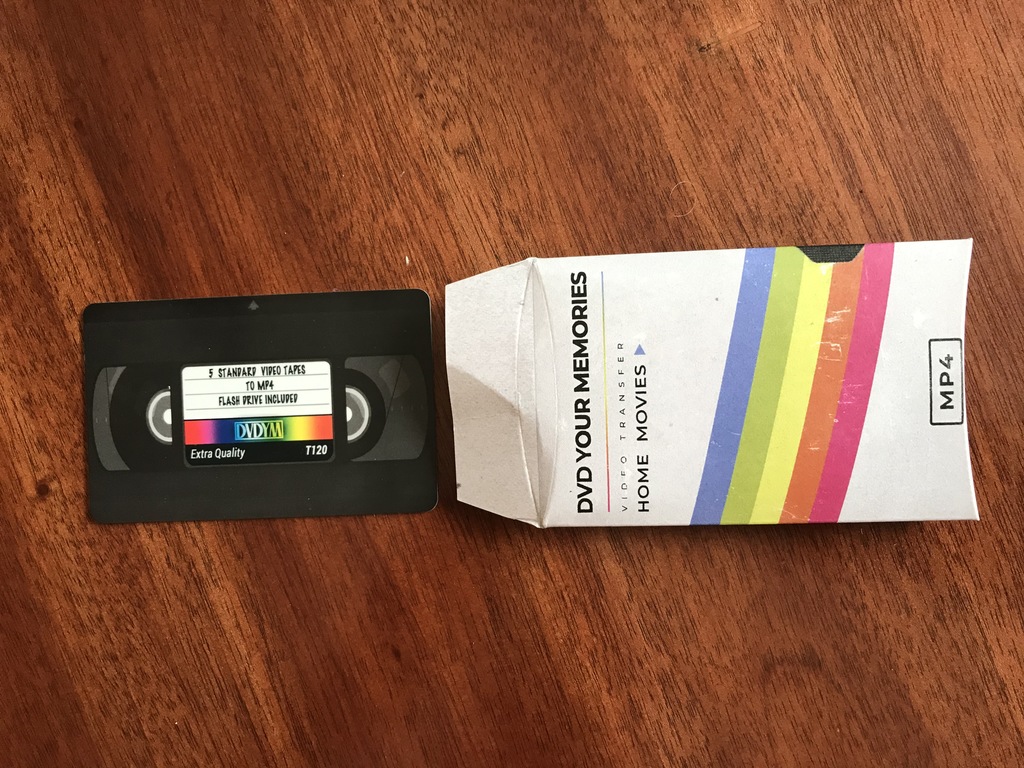 5 STANDARD VIDEO TAPES
TO MP4
FLASH DRIVE INCLUDED
DVDYM
Extra Quality
T120
DVD YOUR MEMORIES
VIDEO TRANSFER
HOME MOVIES
MP4